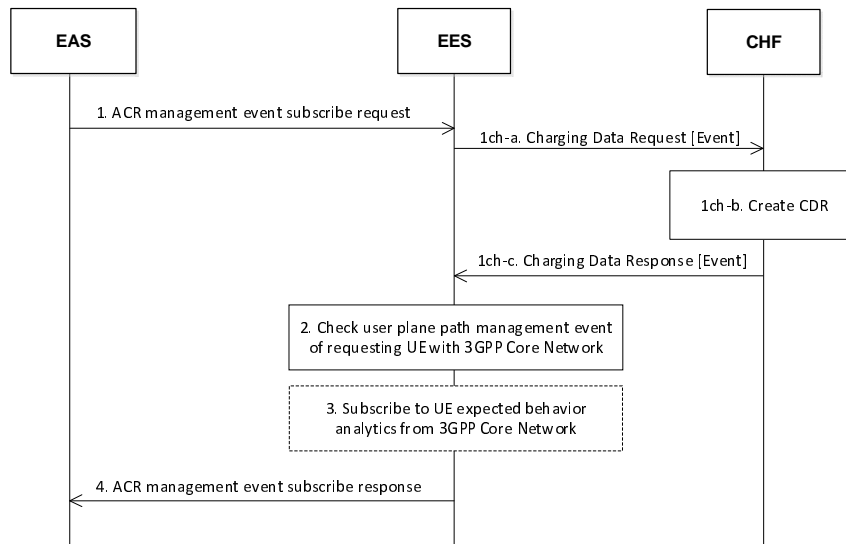 EAS
EES
CHF
1. ACR management event subscribe request
1ch-a. Charging Data Request [Event]
1ch-b. Create CDR
1ch-c. Charging Data Response [Event]
2. Check user plane path management event
of requesting UE with 3GPP Core Network
3. Subscribe to UE expected behavior
analytics from 3GPP Core Network
4. ACR management event subscribe response